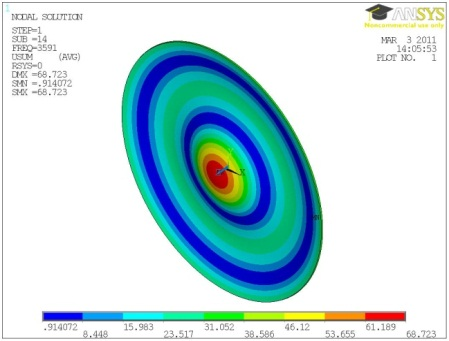 1
NODAL SOLUTION
STEP=1
SUB =14
FREQ=3591
USUM (AVG)
RSYS=0
DMX =68.723
SMN =.914072
SMX =68.723
ANSYS
Noncommercial use only
MAR 3 2011
14:05:53
PLOT NO. 1
X
.914072 15.983 31.052 46.12 61.189
8.448 23.517 38.586 53.655 68.723